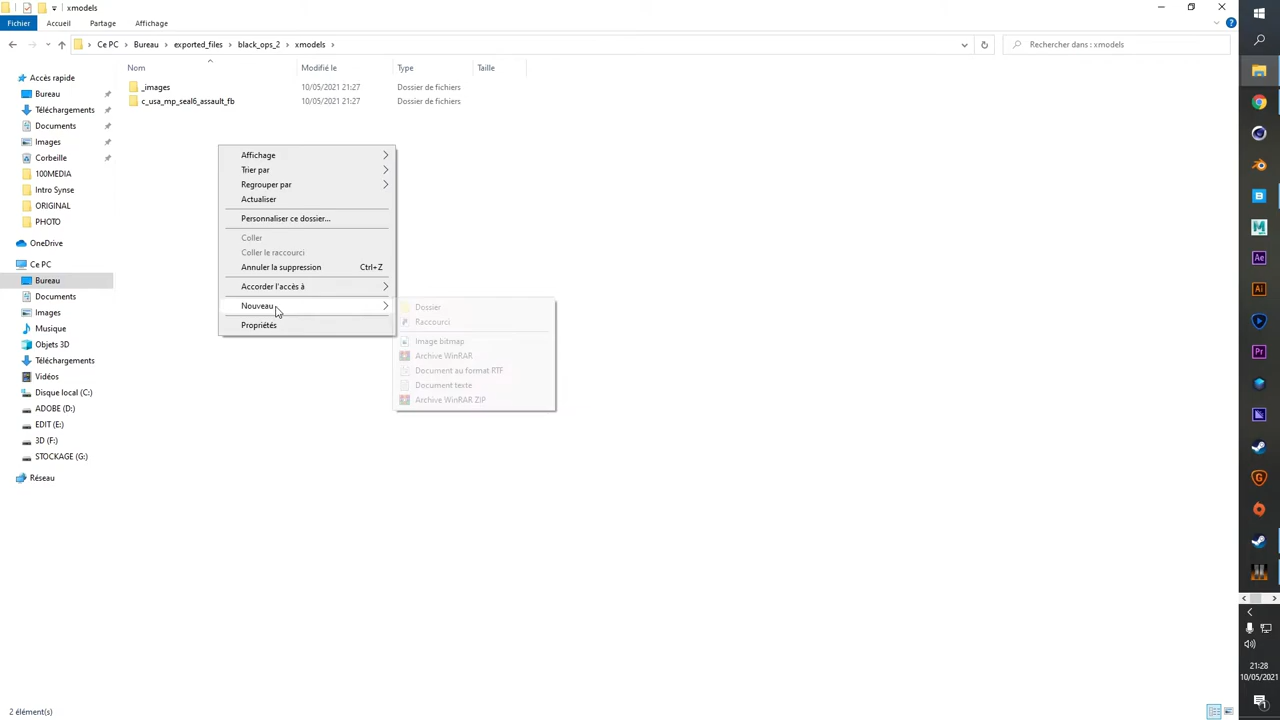 xmodels
Fichier Accueil Partage Affichage
Ce PC Bureau exported_files black_ops_2 xmodels
Rechercher dans : xmodels
Nom Modifié le Type Taille
_images 10/05/2021 21:27 Dossier de fichiers
c_usa_mp_seal6_assault_fb 10/05/2021 21:27 Dossier de fichiers
Accès rapide
Bureau
Téléchargements
Documents
Images
Corbeille
100MEDIA
Intro Synse
ORIGINAL
PHOTO
OneDrive
Ce PC
Bureau
Documents
Images
Musique
Objets 3D
Téléchargements
Vidéos
Disque local (C:)
ADOBE (D:)
EDIT (E:)
3D (F:)
STOCKAGE (G:)
Réseau
Affichage
Trier par
Regrouper par
Actualiser
Personnaliser ce dossier...
Coller
Coller le raccourci
Annuler la suppression Ctrl+Z
Accorder l'accès à
Nouveau
Propriétés
Dossier
Raccourci
Image bitmap
Archive WinRAR
Document au format RTF
Document texte
Archive WinRAR ZIP
Ae
Ai
Pr
21:28
10/05/2021
1
2 élément(s)